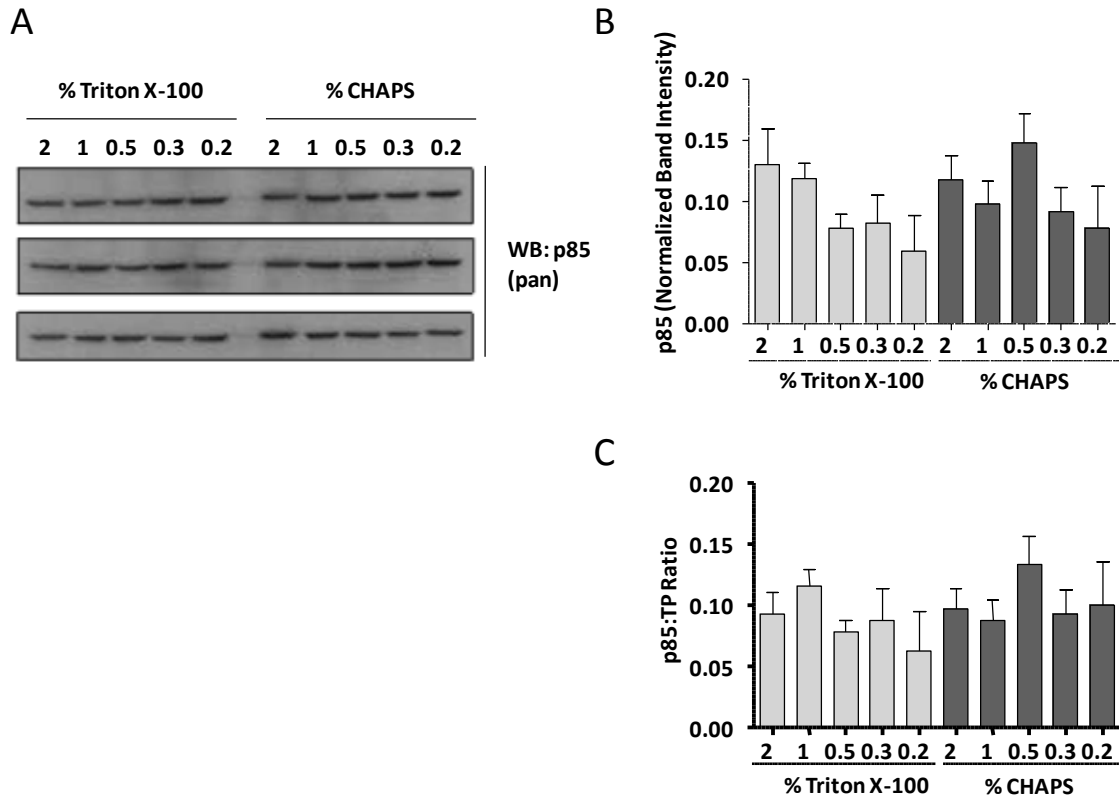 A
% Triton X-100 % CHAPS
2 1 0.5 0.3 0.2 2 1 0.5 0.3 0.2
WB: p85
(pan)
B
p85 (Normalized Band Intensity)
0.20
0.15
0.10
0.05
0.00
2 1 0.5 0.3 0.2 2 1 0.5 0.3 0.2
% Triton X-100 % CHAPS
C
p85:TP Ratio
0.20
0.15
0.10
0.05
0.00
2 1 0.5 0.3 0.2 2 1 0.5 0.3 0.2
% Triton X-100 % CHAPS